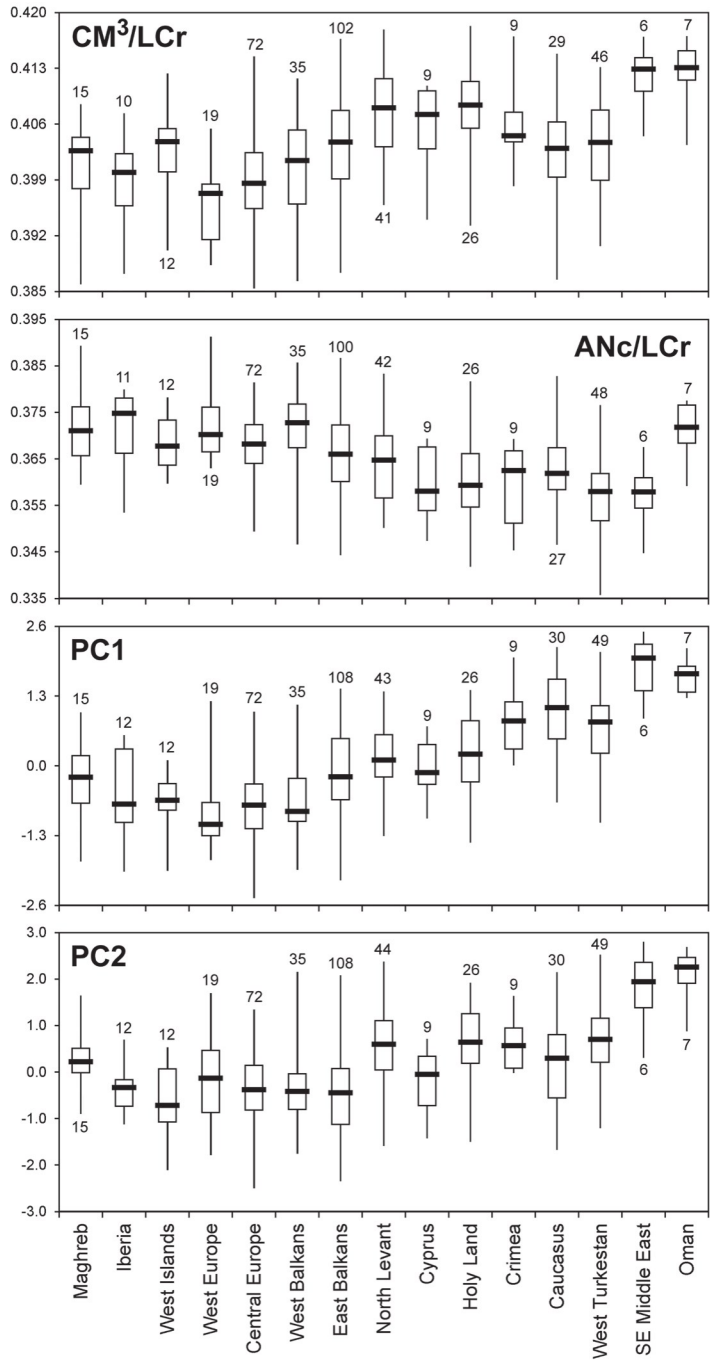 CM³/LCr
0.420
0.413
0.406
0.399
0.392
0.385
15 10 12 19 72 35 102 41 9 26 9 29 46 6 7
ANc/LCr
0.395
0.385
0.375
0.365
0.355
0.345
0.335
15 11 12 19 72 35 100 42 9 26 9 27 48 6 7
PC1
2.6
1.3
0.0
-1.3
-2.6
15 12 12 19 72 35 108 43 9 26 9 30 49 6 7
PC2
3.0
2.0
1.0
0.0
-1.0
-2.0
-3.0
15 12 12 19 72 35 108 44 9 26 9 30 49 6 7
Maghreb
Iberia
West Islands
West Europe
Central Europe
West Balkans
East Balkans
North Levant
Cyprus
Holy Land
Crimea
Caucasus
West Turkestan
SE Middle East
Oman